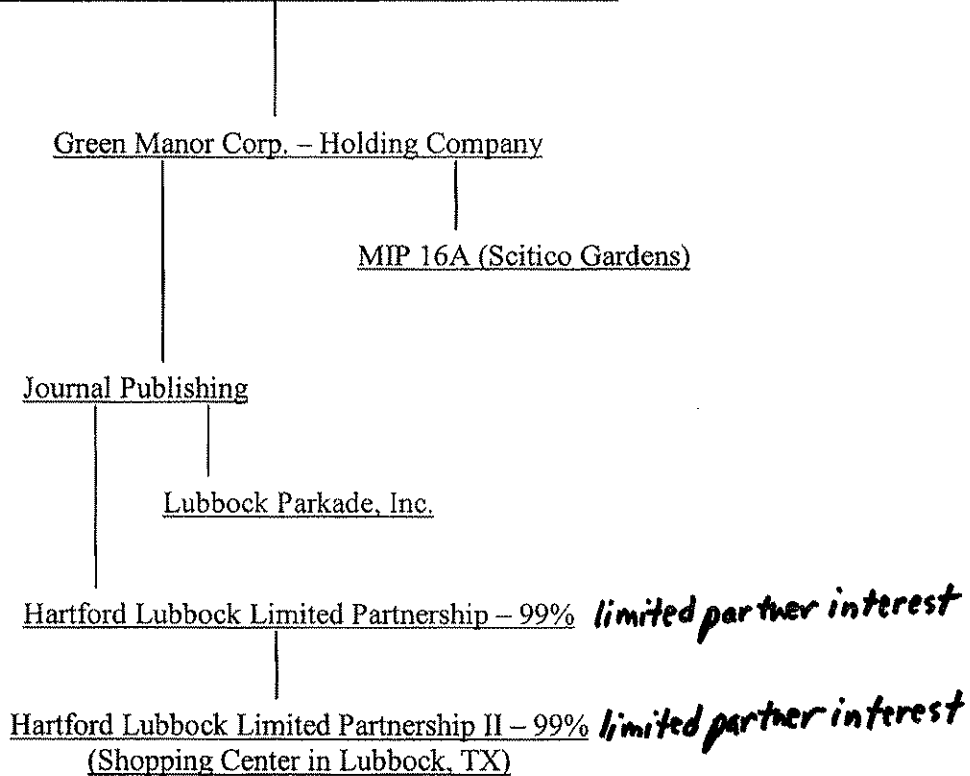 Green Manor Corp. – Holding Company
MIP 16A (Scitico Gardens)
Journal Publishing
Lubbock Parkade, Inc.
Hartford Lubbock Limited Partnership – 99% limited partner interest
Hartford Lubbock Limited Partnership II – 99% limited partner interest
(Shopping Center in Lubbock, TX)